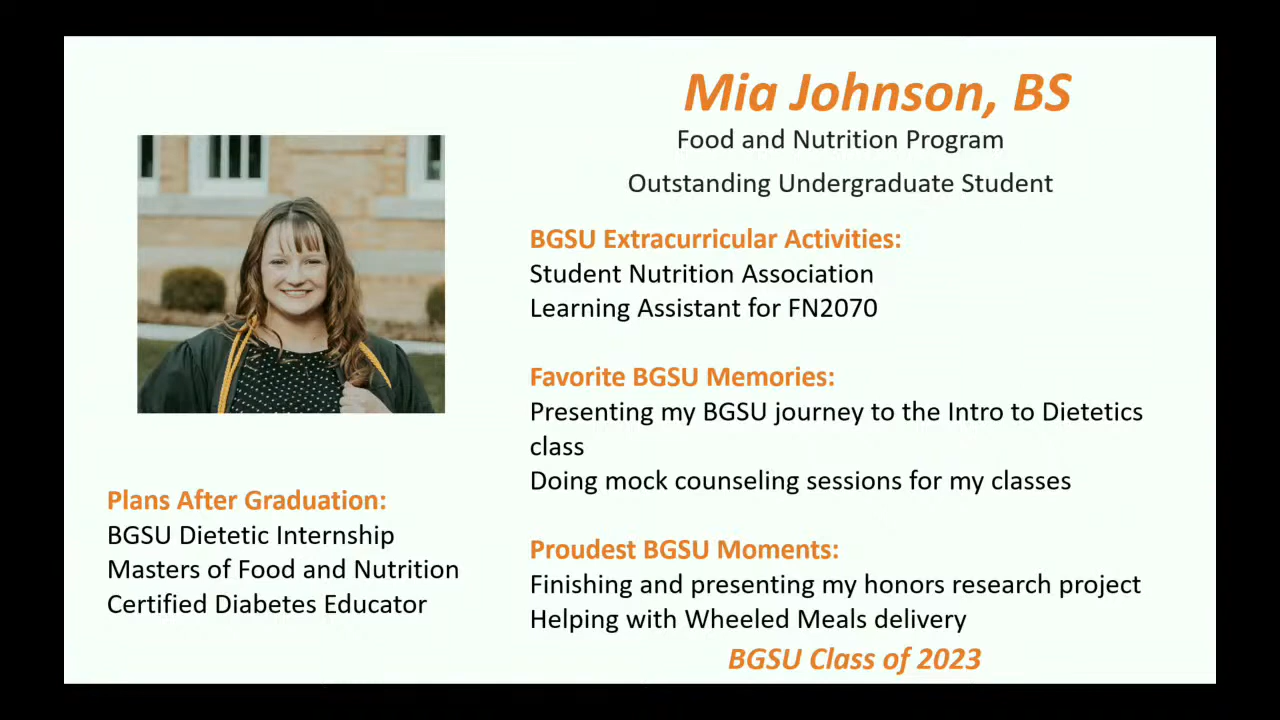 Mia Johnson, BS
Food and Nutrition Program
Outstanding Undergraduate Student
BGSU Extracurricular Activities:
Student Nutrition Association
Learning Assistant for FN2070
Favorite BGSU Memories:
Presenting my BGSU journey to the Intro to Dietetics
class
Doing mock counseling sessions for my classes
Proudest BGSU Moments:
Finishing and presenting my honors research project
Helping with Wheeled Meals delivery
BGSU Class of 2023
Plans After Graduation:
BGSU Dietetic Internship
Masters of Food and Nutrition
Certified Diabetes Educator